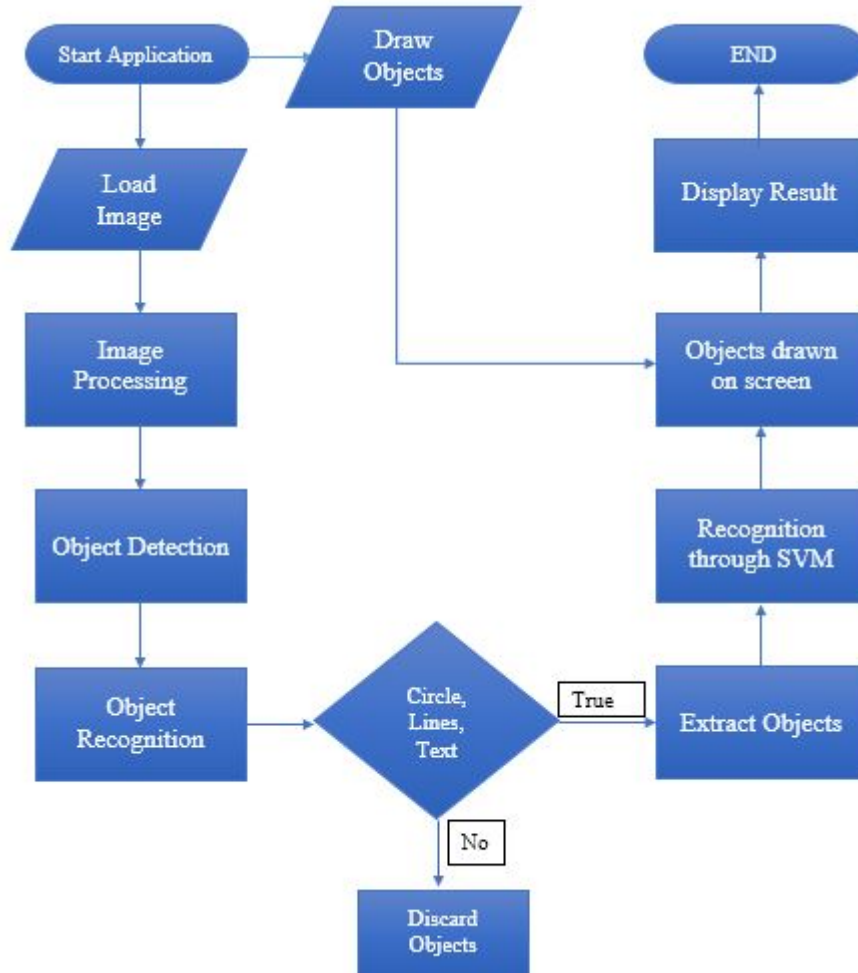 Start Application
Draw
Objects
END
Load
Image
Display Result
Image
Processing
Objects drawn
on screen
Object Detection
Recognition
through SVM
Object
Recognition
Circle,
Lines,
Text
True
Extract Objects
No
Discard
Objects